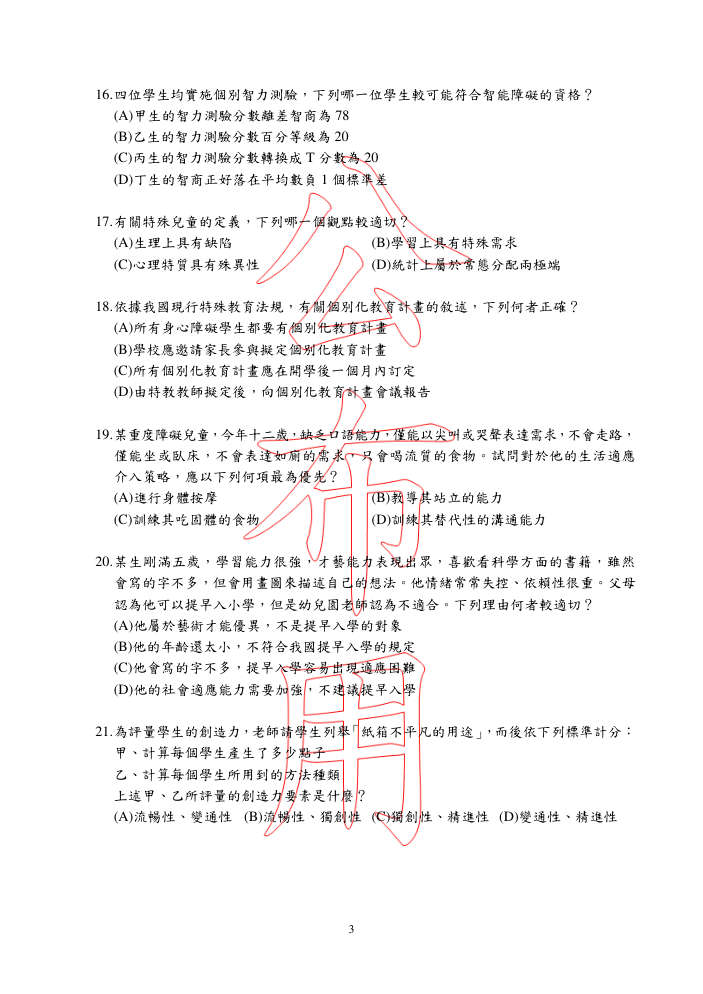 16.四位學生均實施個別智力測驗，下列哪一位學生較可能符合智能障礙的資格？
(A)甲生的智力測驗分數離差智商為 78
(B)乙生的智力測驗分數百分等級為 20
(C)丙生的智力測驗分數轉換成 T 分數為 20
(D)丁生的智商正好落在平均數負 1 個標準差
17.有關特殊兒童的定義，下列哪一個觀點較適切？
(A)生理上具有缺陷 (B)學習上具有特殊需求
(C)心理特質具有殊異性 (D)統計上屬於常態分配兩極端
18.依據我國現行特殊教育法規，有關個別化教育計畫的敘述，下列何者正確？
(A)所有身心障礙學生都要有個別化教育計畫
(B)學校應邀請家長參與擬定個別化教育計畫
(C)所有個別化教育計畫應在開學後一個月內訂定
(D)由特教教師擬定後，向個別化教育計畫會議報告
19.某重度障礙兒童，今年十二歲，缺乏口語能力，僅能以尖叫或哭聲表達需求，不會走路，
僅能坐或臥床，不會表達如廁的需求，只會喝流質的食物。試問對於他的生活適應
介入策略，應以下列何項最為優先？
(A)進行身體按摩 (B)教導其站立的能力
(C)訓練其吃固體的食物 (D)訓練其替代性的溝通能力
20.某生剛滿五歲，學習能力很強，才藝能力表現出眾，喜歡看科學方面的書籍，雖然
會寫的字不多，但會用畫圖來描述自己的想法。他情緒常常失控、依賴性很重。父母
認為他可以提早入小學，但是幼兒園老師認為不適合。下列理由何者較適切？
(A)他屬於藝術才能優異，不是提早入學的對象
(B)他的年齡還太小，不符合我國提早入學的規定
(C)他會寫的字不多，提早入學容易出現適應困難
(D)他的社會適應能力需要加強，不建議提早入學
21.為評量學生的創造力，老師請學生列舉「紙箱不平凡的用途」，而後依下列標準計分：
甲、計算每個學生產生了多少點子
乙、計算每個學生所用到的方法種類
上述甲、乙所評量的創造力要素是什麼？
(A)流暢性、變通性 (B)流暢性、獨創性 (C)獨創性、精進性 (D)變通性、精進性
公布用
3